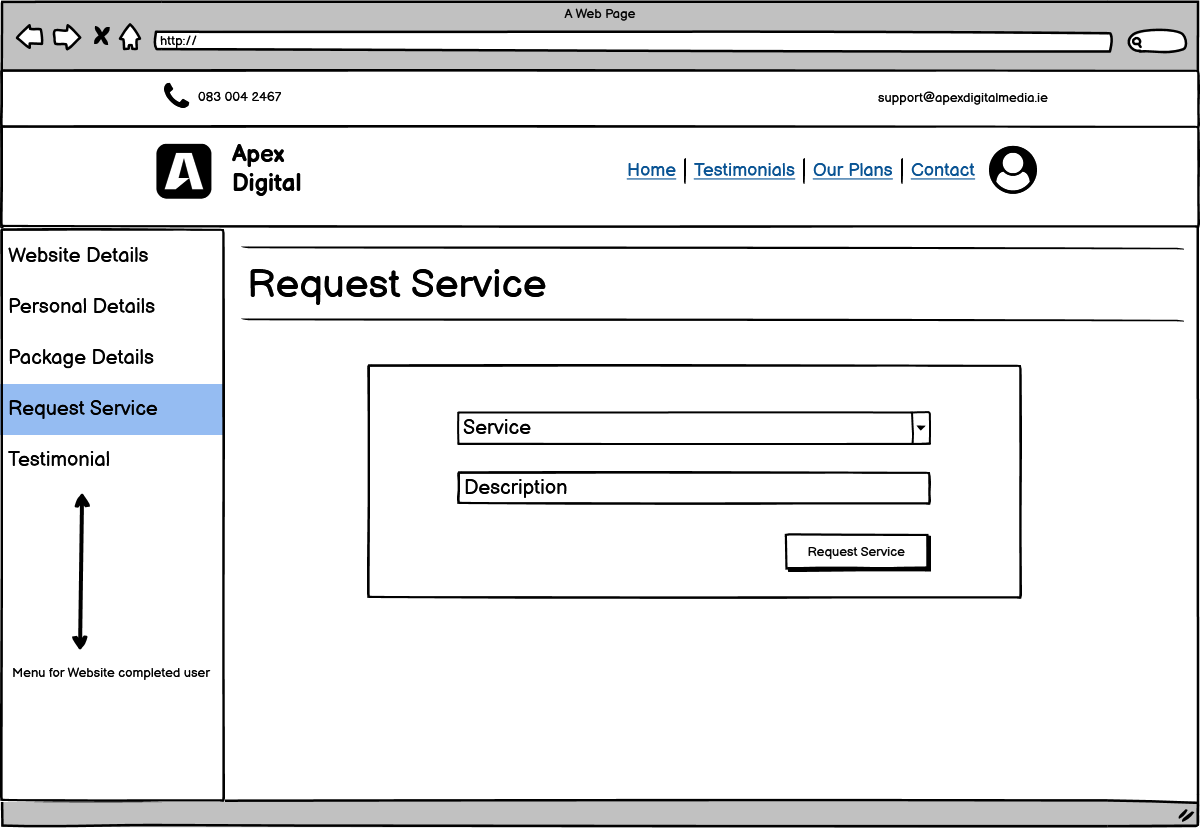 A Web Page
http://
083 004 2467
support@apexdigitalmedia.ie
A
Apex
Digital
Home
Testimonials
Our Plans
Contact
Website Details
Personal Details
Package Details
Request Service
Testimonial
Menu for Website completed user
Request Service
Service
Description
Request Service